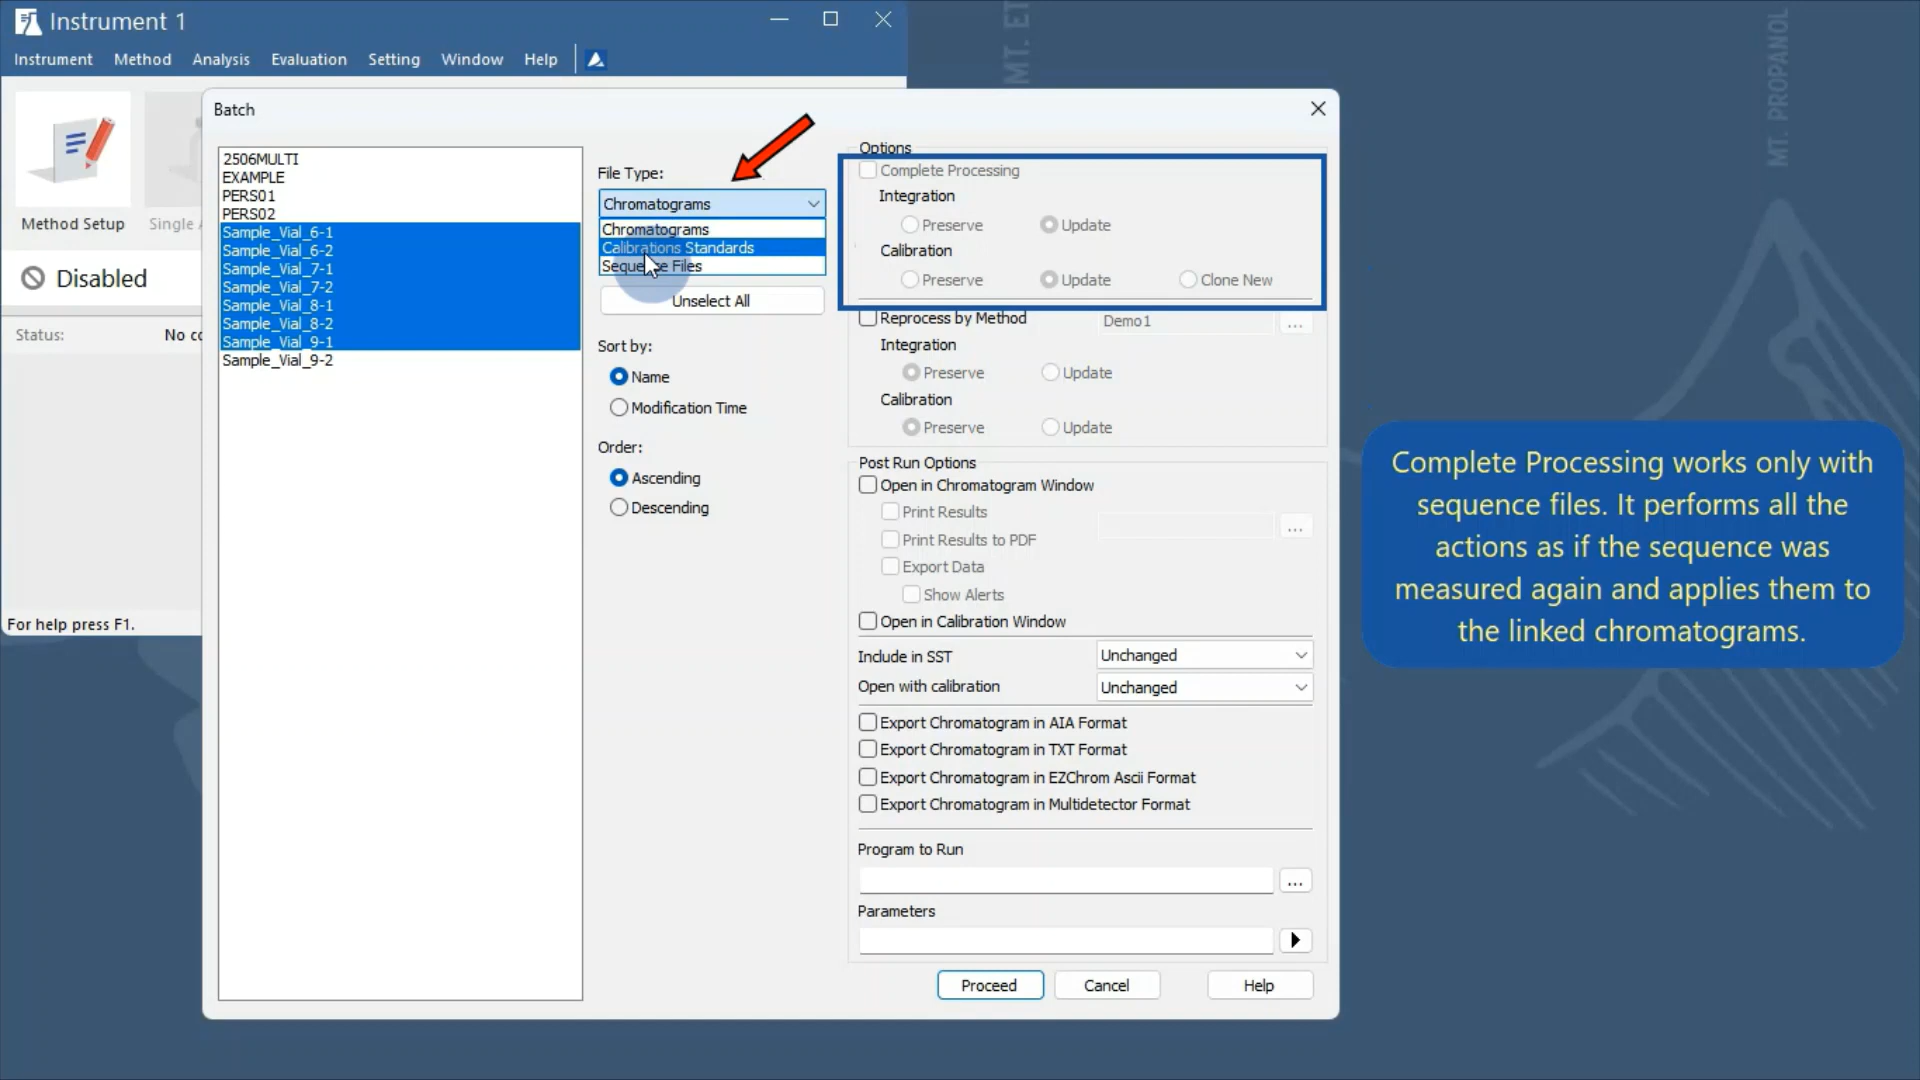 Instrument 1
Instrument Method Analysis Evaluation Setting Window Help
MT. PROPANOL
Batch
2506MULTI
EXAMPLE
PERS01
PERS02
Sample_Vial_6-1
Sample_Vial_6-2
Sample_Vial_7-1
Sample_Vial_7-2
Sample_Vial_8-1
Sample_Vial_8-2
Sample_Vial_9-1
Sample_Vial_9-2
Method Setup
Single
Disabled
Status: No
For help press F1.
File Type:
Chromatograms
Chromatograms
Calibrations Standards
Sequence Files
Unselect All
Sort by:
Name
Modification Time
Order:
Ascending
Descending
Options
Complete Processing
Integration
Preserve Update
Calibration
Preserve Update Clone New
Reprocess by Method Demo1 ...
Integration
Preserve Update
Calibration
Preserve Update
Post Run Options
Open in Chromatogram Window
Print Results
...
Print Results to PDF
Export Data
Show Alerts
Open in Calibration Window
Include in SST Unchanged
Open with calibration Unchanged
Export Chromatogram in AIA Format
Export Chromatogram in TXT Format
Export Chromatogram in EZChrom Ascii Format
Export Chromatogram in Multidetector Format
Program to Run
...
Parameters
Proceed Cancel Help
Complete Processing works only with
sequence files. It performs all the
actions as if the sequence was
measured again and applies them to
the linked chromatograms.